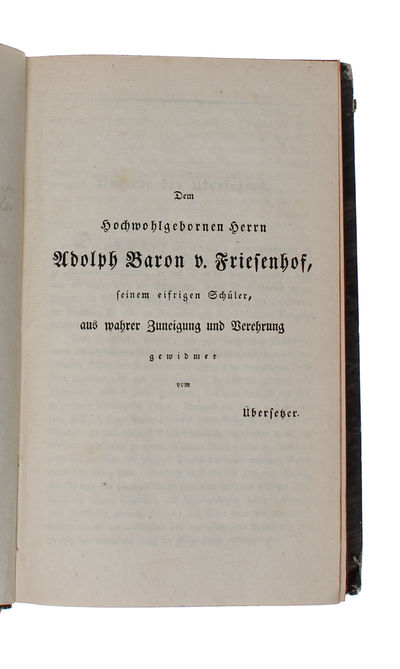 Dem
Hochwohlgebornen Herrn
Adolph Baron v. Friesenhof,
seinem eifrigen Schüler,
aus wahrer Zuneigung und Verehrung
gewidmet
vom
Übersetzer.